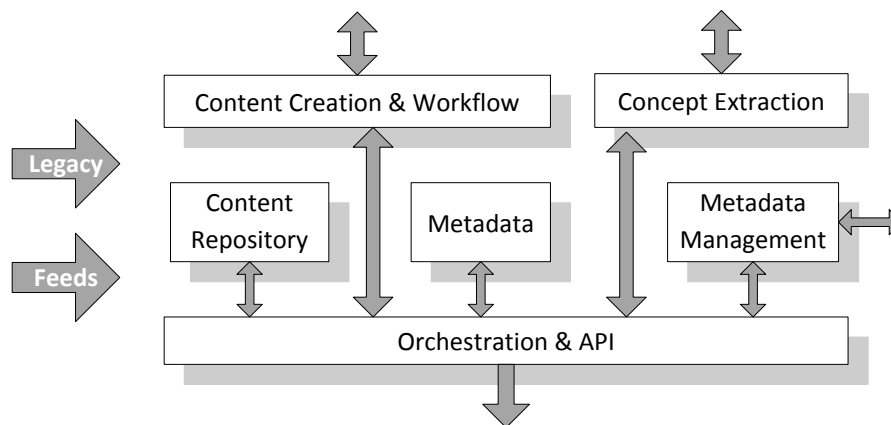 Content Creation & Workflow
Concept Extraction
Legacy
Content
Repository
Metadata
Metadata
Management
Feeds
Orchestration & API